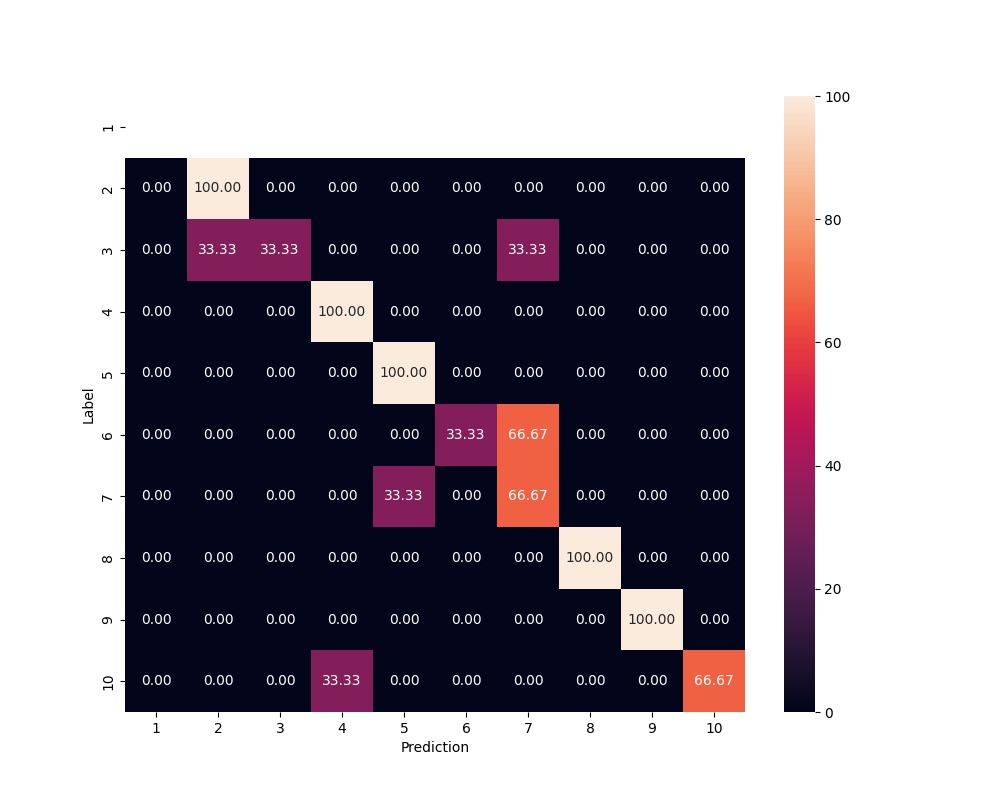 1
2 0.00 100.00 0.00 0.00 0.00 0.00 0.00 0.00 0.00 0.00
3 0.00 33.33 33.33 0.00 0.00 0.00 33.33 0.00 0.00 0.00
4 0.00 0.00 0.00 100.00 0.00 0.00 0.00 0.00 0.00 0.00
5 0.00 0.00 0.00 0.00 100.00 0.00 0.00 0.00 0.00 0.00
6 0.00 0.00 0.00 0.00 0.00 33.33 66.67 0.00 0.00 0.00
7 0.00 0.00 0.00 0.00 33.33 0.00 66.67 0.00 0.00 0.00
8 0.00 0.00 0.00 0.00 0.00 0.00 0.00 100.00 0.00 0.00
9 0.00 0.00 0.00 0.00 0.00 0.00 0.00 0.00 100.00 0.00
10 0.00 0.00 0.00 33.33 0.00 0.00 0.00 0.00 0.00 66.67
1 2 3 4 5 6 7 8 9 10
Prediction
Label
100
80
60
40
20
0